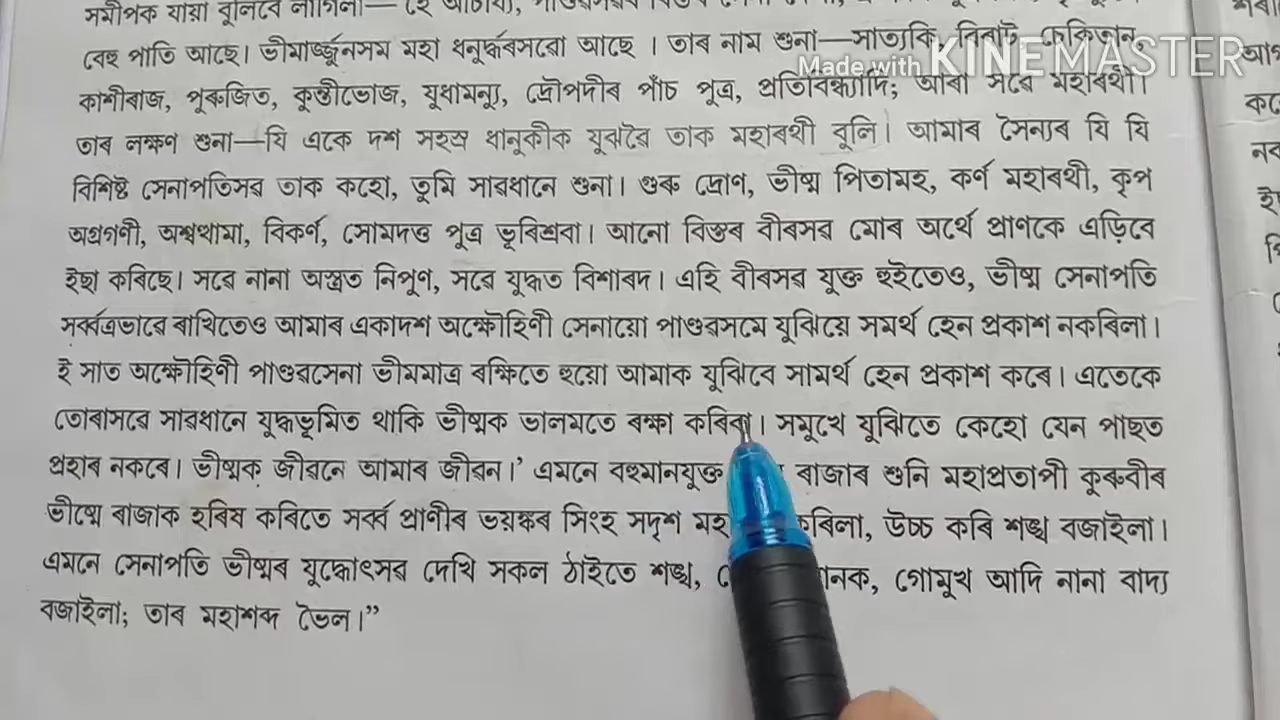 সমীপক যায়া বুলিবে লাগিলা— হে আচাৰ্য্য,
বেহু পাতি আছে। ভীমাৰ্জ্জুনসম মহা ধনুৰ্দ্ধৰসৱো আছে । তাৰ নাম শুনা—সাত্যকি, বিৰাট, চেকিতান,
Made with KINEMASTER
কাশীৰাজ, পুৰুজিত, কুন্তীভোজ, যুধামন্যু, দ্ৰৌপদীৰ পাঁচ পুত্ৰ, প্ৰতিবিন্ধ্যাদি; আৰা সৱে মহাৰথী।
তাৰ লক্ষণ শুনা—যি একে দশ সহস্ৰ ধানুকীক যুঝৱৈ তাক মহাৰথী বুলি। আমাৰ সৈন্যৰ যি যি
বিশিষ্ট সেনাপতিসৱ তাক কহো, তুমি সাৱধানে শুনা। গুৰু দ্ৰোণ, ভীষ্ম পিতামহ, কৰ্ণ মহাৰথী, কৃপ
অগ্ৰগণী, অশ্বত্থামা, বিকৰ্ণ, সোমদত্ত পুত্ৰ ভূৰিশ্ৰবা। আনো বিস্তৰ বীৰসৱ মোৰ অৰ্থে প্ৰাণকে এড়িবে
ইছা কৰিছে। সৱে নানা অস্ত্ৰত নিপুণ, সৱে যুদ্ধত বিশাৰদ। এহি বীৰসৱ যুক্ত হুইতেও, ভীষ্ম সেনাপতি
সৰ্ব্বত্ৰভাৱে ৰাখিতেও আমাৰ একাদশ অক্ষৌহিণী সেনায়ো পাণ্ডৱসমে যুঝিয়ে সমৰ্থ হেন প্ৰকাশ নকৰিলা।
ই সাত অক্ষৌহিণী পাণ্ডৱসেনা ভীমমাত্ৰ ৰক্ষিতে হুয়ো আমাক যুঝিবে সামৰ্থ হেন প্ৰকাশ কৰে। এতেকে
তোৰাসৱে সাৱধানে যুদ্ধভূমিত থাকি ভীষ্মক ভালমতে ৰক্ষা কৰিবা। সমুখে যুঝিতে কেহো যেন পাছত
প্ৰহাৰ নকৰে। ভীষ্মক জীৱনে আমাৰ জীৱন।’ এমনে বহুমানযুক্ত ৰাজাৰ শুনি মহাপ্ৰতাপী কুৰুবীৰ
ভীষ্মে ৰাজাক হৰিষ কৰিতে সৰ্ব্ব প্ৰাণীৰ ভয়ঙ্কৰ সিংহ সদৃশ কৰিলা, উচ্চ কৰি শঙ্খ বজাইলা।
এমনে সেনাপতি ভীষ্মৰ যুদ্ধোৎসৱ দেখি সকল ঠাইতে শঙ্খ, গোমুখ আদি নানা বাদ্য
বজাইলা; তাৰ মহাশব্দ ভৈল।”